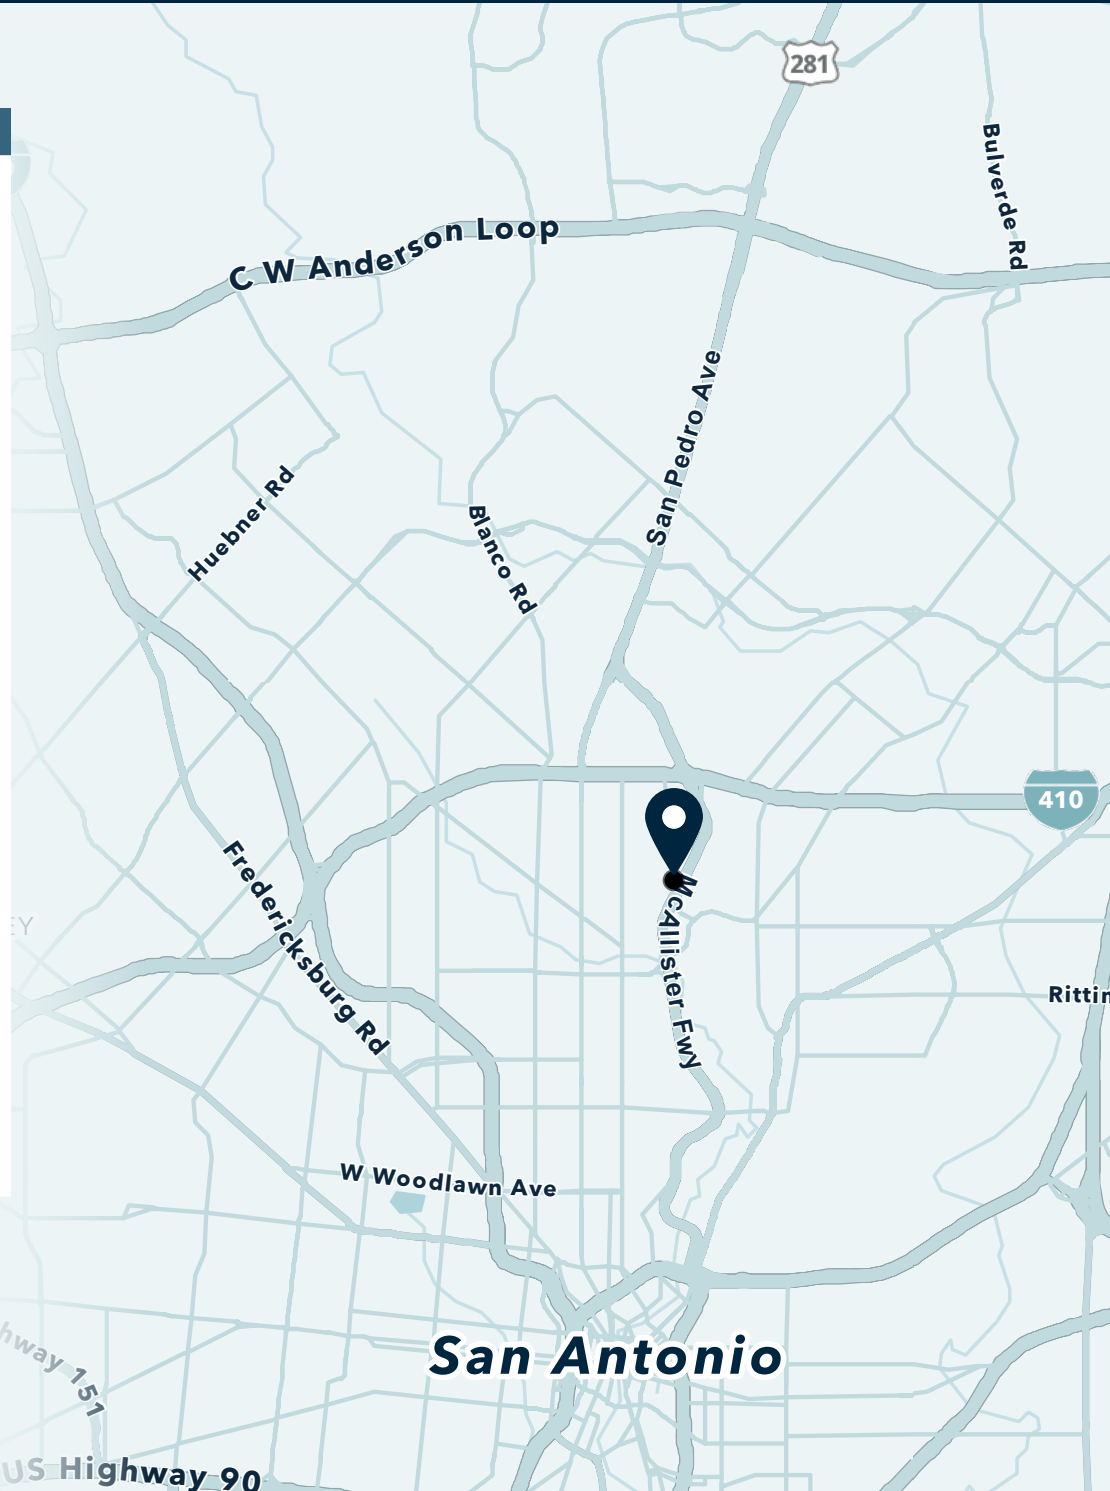 281
Bulverde Rd
C W Anderson Loop
San Pedro Ave
Huebner Rd
Blanco Rd
410
Fredericksburg Rd
McAllister Fwy
W Woodlawn Ave
San Antonio
151
US Highway 90